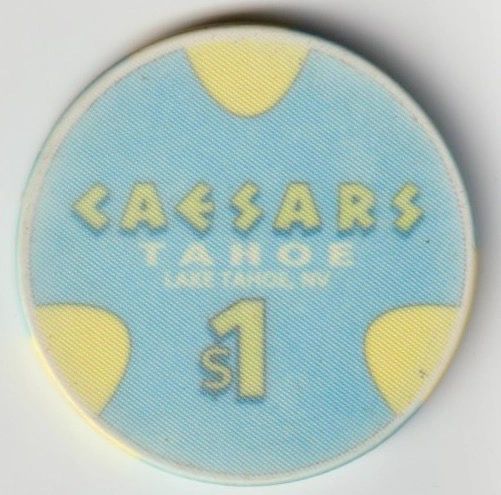 CAESARS
TAHOE
LAKE TAHOE, NV
$1